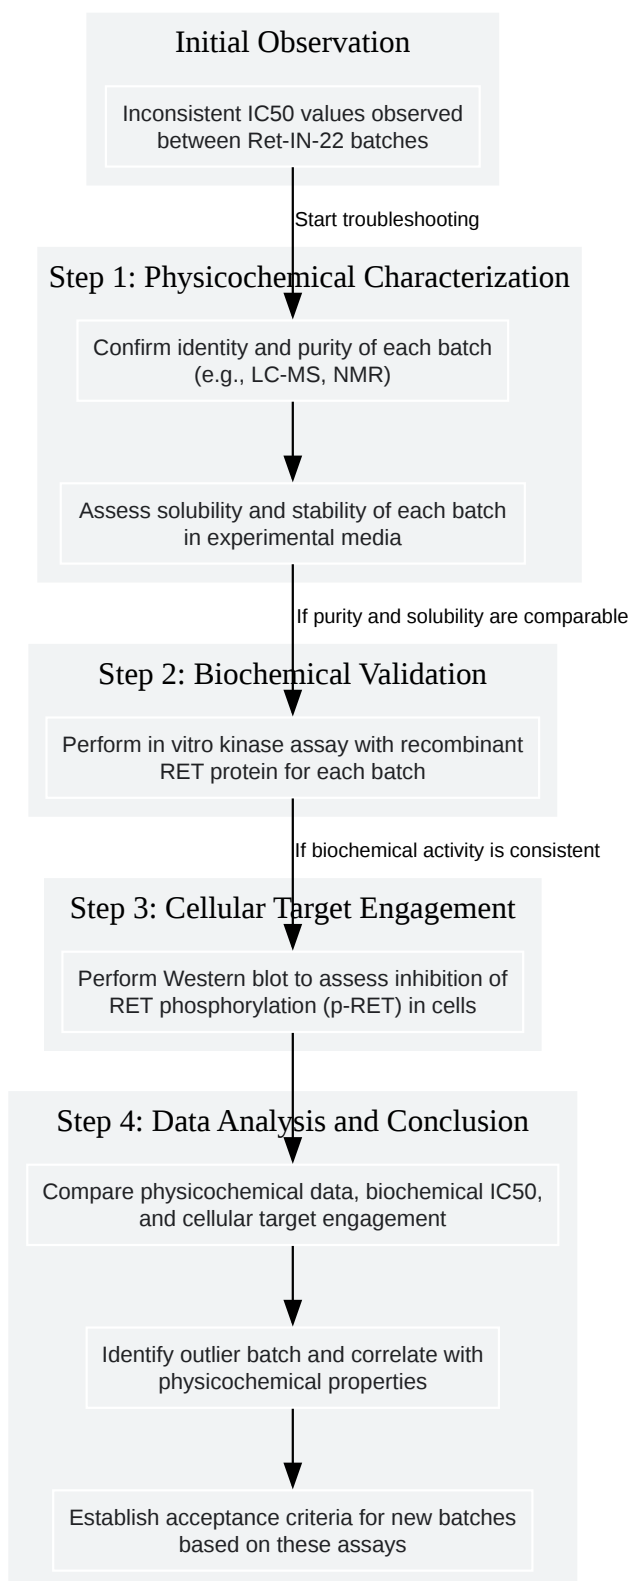 Initial Observation
Inconsistent IC50 values observed
between Ret-IN-22 batches
Start troubleshooting
Step 1: Physicochemical Characterization
Confirm identity and purity of each batch
(e.g., LC-MS, NMR)
Assess solubility and stability of each batch
in experimental media
If purity and solubility are comparable
Step 2: Biochemical Validation
Perform in vitro kinase assay with recombinant
RET protein for each batch
If biochemical activity is consistent
Step 3: Cellular Target Engagement
Perform Western blot to assess inhibition of
RET phosphorylation (p-RET) in cells
Step 4: Data Analysis and Conclusion
Compare physicochemical data, biochemical IC50,
and cellular target engagement
Identify outlier batch and correlate with
physicochemical properties
Establish acceptance criteria for new batches
based on these assays